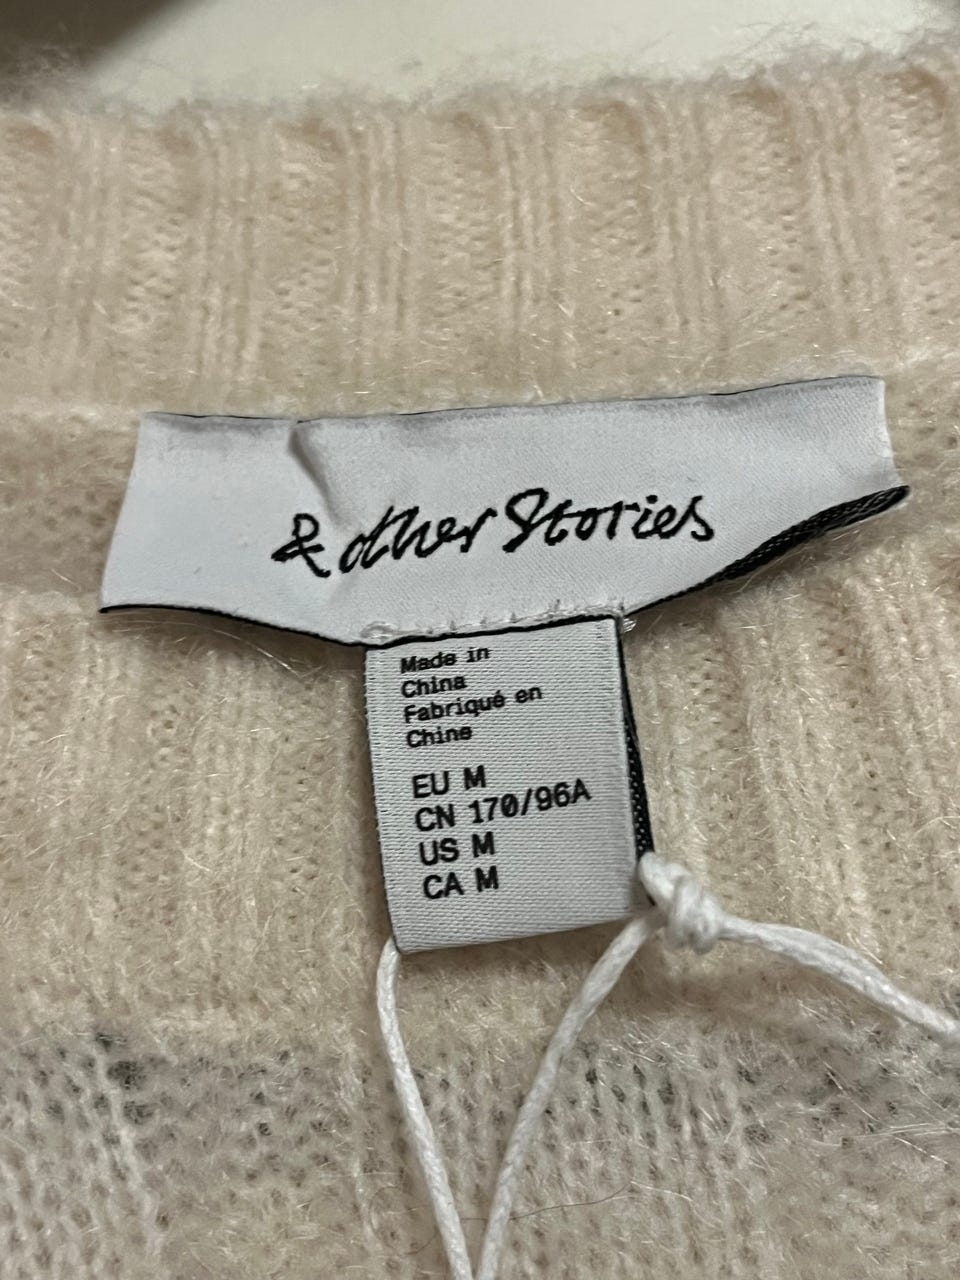 & other Stories
Made in
China
Fabriqué en
Chine
EU M
CN 170/96A
US M
CA M